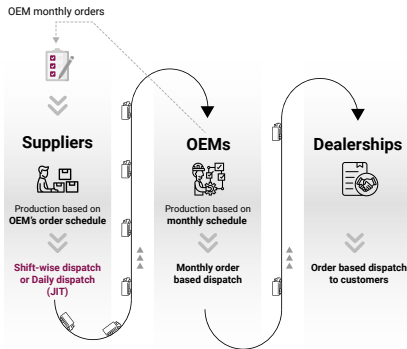 OEM monthly orders
Suppliers
Production based on
OEM's order schedule
Shift-wise dispatch
or Daily dispatch
(JIT)
OEMs
Production based on
monthly schedule
Monthly order
based dispatch
Dealerships
Order based dispatch
to customers